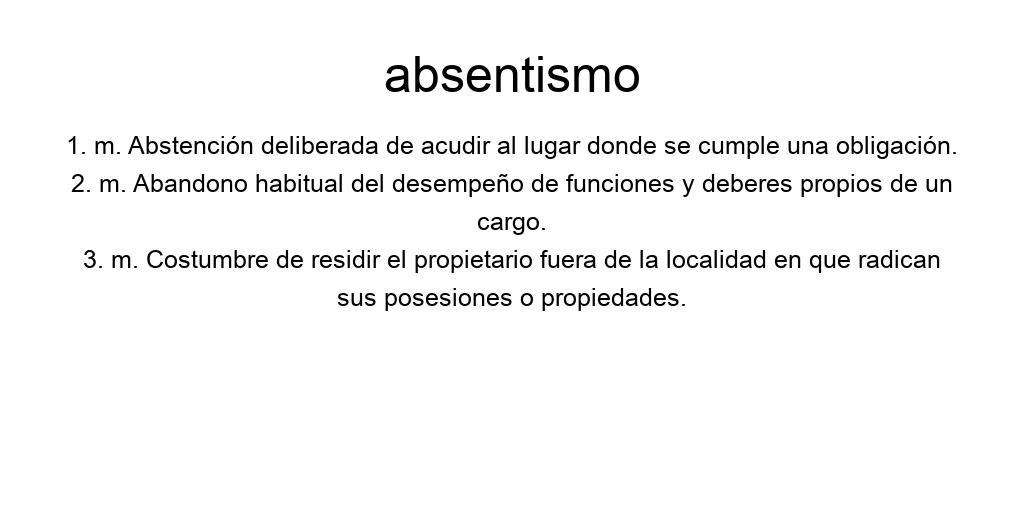 absentismo
1. m. Abstención deliberada de acudir al lugar donde se cumple una obligación.
2. m. Abandono habitual del desempeño de funciones y deberes propios de un
cargo.
3. m. Costumbre de residir el propietario fuera de la localidad en que radican
sus posesiones o propiedades.